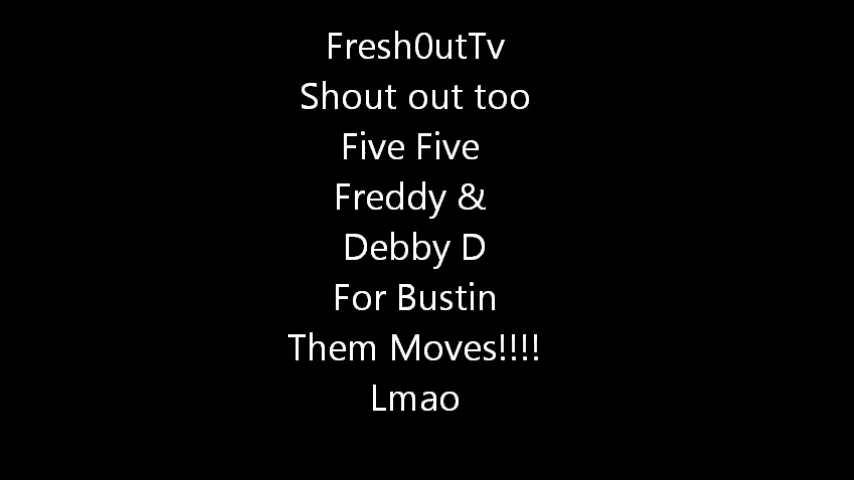 Fresh0utTv
Shout out too
Five Five
Freddy &
Debby D
For Bustin
Them Moves!!!!
Lmao